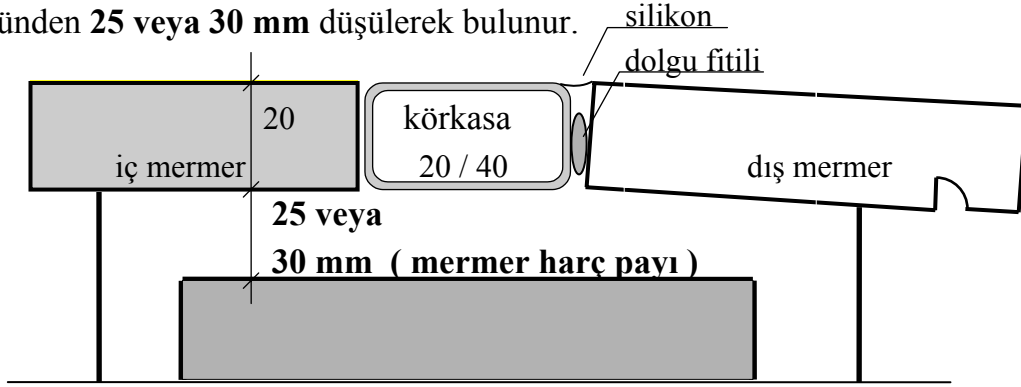 ünden 25 veya 30 mm düşülerek bulunur.
silikon
dolgu fitili
20
körkasa
iç mermer
20 / 40
dış mermer
25 veya
30 mm ( mermer harç payı )